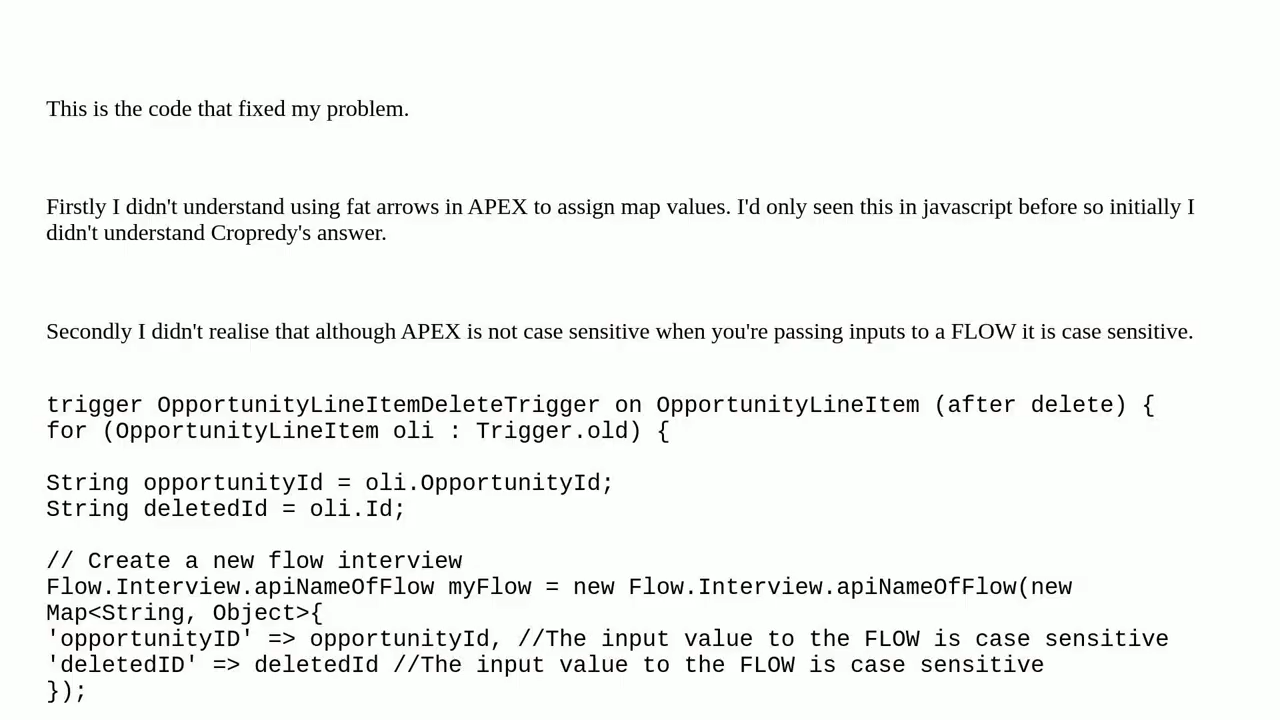 This is the code that fixed my problem.
Firstly I didn't understand using fat arrows in APEX to assign map values. I'd only seen this in javascript before so initially I
didn't understand Cropredy's answer.
Secondly I didn't realise that although APEX is not case sensitive when you're passing inputs to a FLOW it is case sensitive.
trigger OpportunityLineItemDeleteTrigger on OpportunityLineItem (after delete) {
for (OpportunityLineItem oli : Trigger.old) {
String opportunityId = oli.OpportunityId;
String deletedId = oli.Id;
// Create a new flow interview
Flow.Interview.apiNameOfFlow myFlow = new Flow.Interview.apiNameOfFlow(new
Map<String, Object>{
'opportunityID' => opportunityId, //The input value to the FLOW is case sensitive
'deletedID' => deletedId //The input value to the FLOW is case sensitive
});